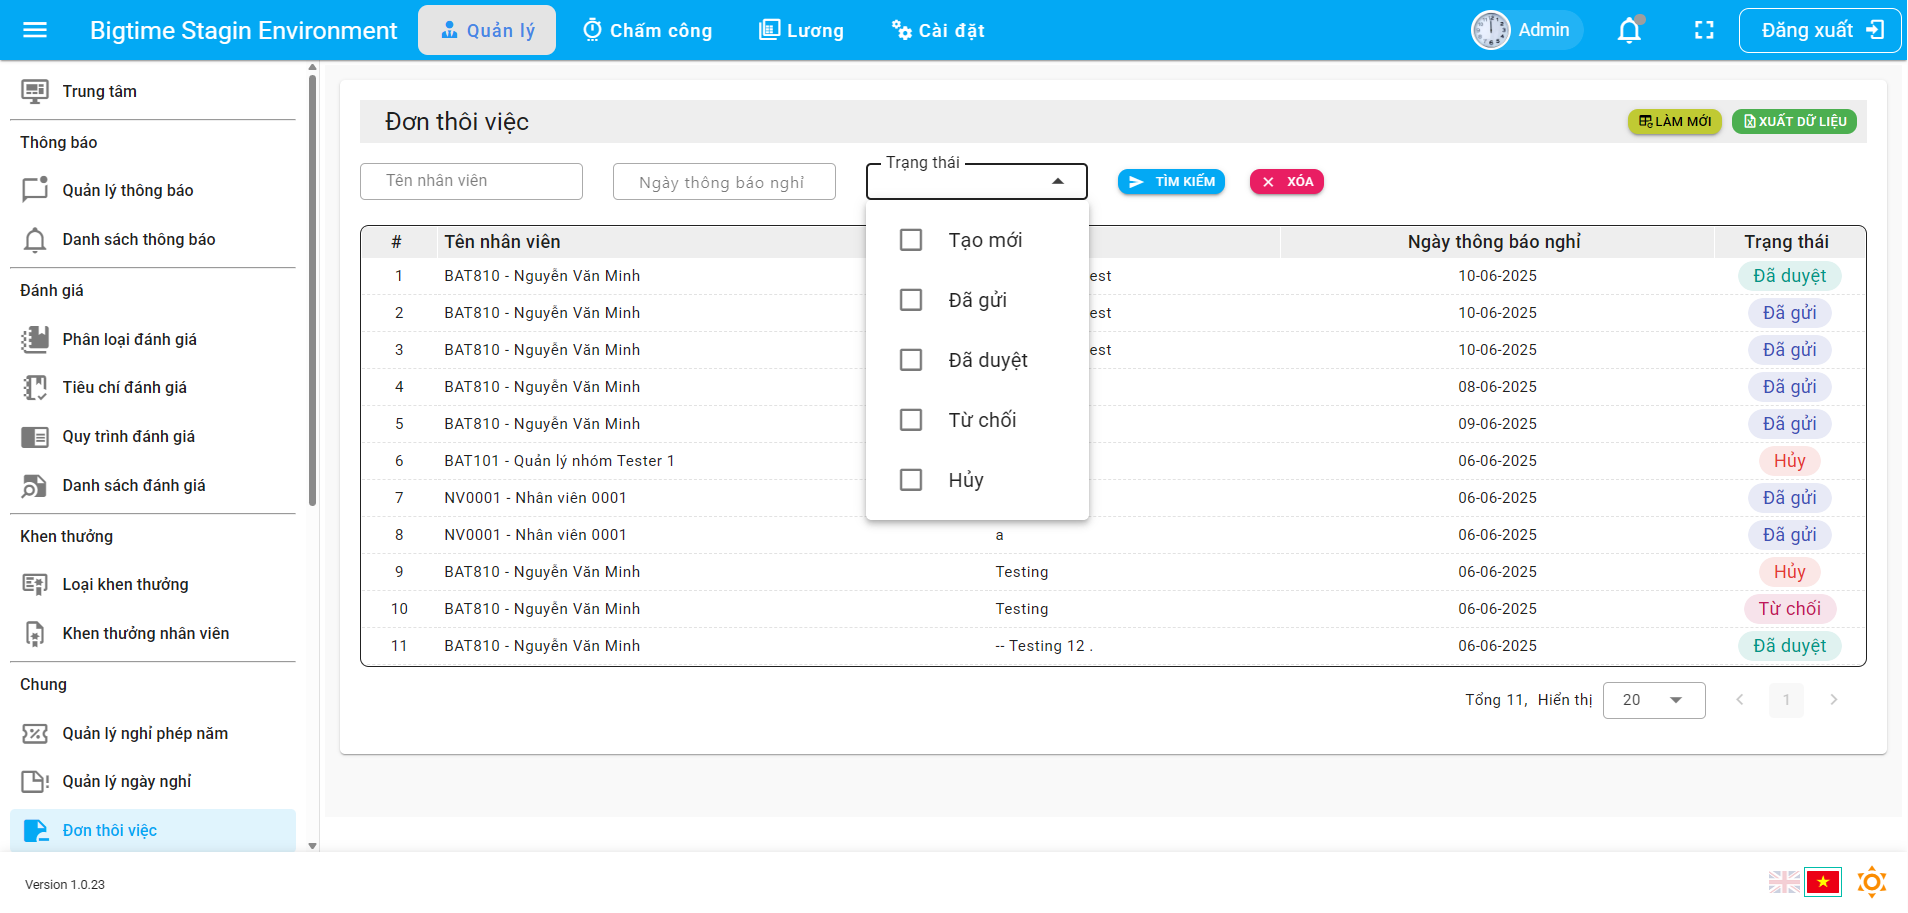 Bigtime Stagin Environment
Quản lý
Chấm công
Lương
Cài đặt
Admin
Đăng xuất
Trung tâm
Thông báo
Quản lý thông báo
Danh sách thông báo
Đánh giá
Phân loại đánh giá
Tiêu chí đánh giá
Quy trình đánh giá
Danh sách đánh giá
Khen thưởng
Loại khen thưởng
Khen thưởng nhân viên
Chung
Quản lý nghỉ phép năm
Quản lý ngày nghỉ
Đơn thôi việc
Đơn thôi việc
LÀM MỚI
XUẤT DỮ LIỆU
Tên nhân viên
Ngày thông báo nghỉ
Trạng thái
TÌM KIẾM
XÓA
Tạo mới
Đã gửi
Đã duyệt
Từ chối
Hủy
# Tên nhân viên Ngày thông báo nghỉ Trạng thái
1 BAT810 - Nguyễn Văn Minh est 10-06-2025 Đã duyệt
2 BAT810 - Nguyễn Văn Minh est 10-06-2025 Đã gửi
3 BAT810 - Nguyễn Văn Minh est 10-06-2025 Đã gửi
4 BAT810 - Nguyễn Văn Minh 08-06-2025 Đã gửi
5 BAT810 - Nguyễn Văn Minh 09-06-2025 Đã gửi
6 BAT101 - Quản lý nhóm Tester 1 06-06-2025 Hủy
7 NV0001 - Nhân viên 0001 06-06-2025 Đã gửi
8 NV0001 - Nhân viên 0001 a 06-06-2025 Đã gửi
9 BAT810 - Nguyễn Văn Minh Testing 06-06-2025 Hủy
10 BAT810 - Nguyễn Văn Minh Testing 06-06-2025 Từ chối
11 BAT810 - Nguyễn Văn Minh -- Testing 12 . 06-06-2025 Đã duyệt
Tổng 11, Hiển thị 20 1
Version 1.0.23